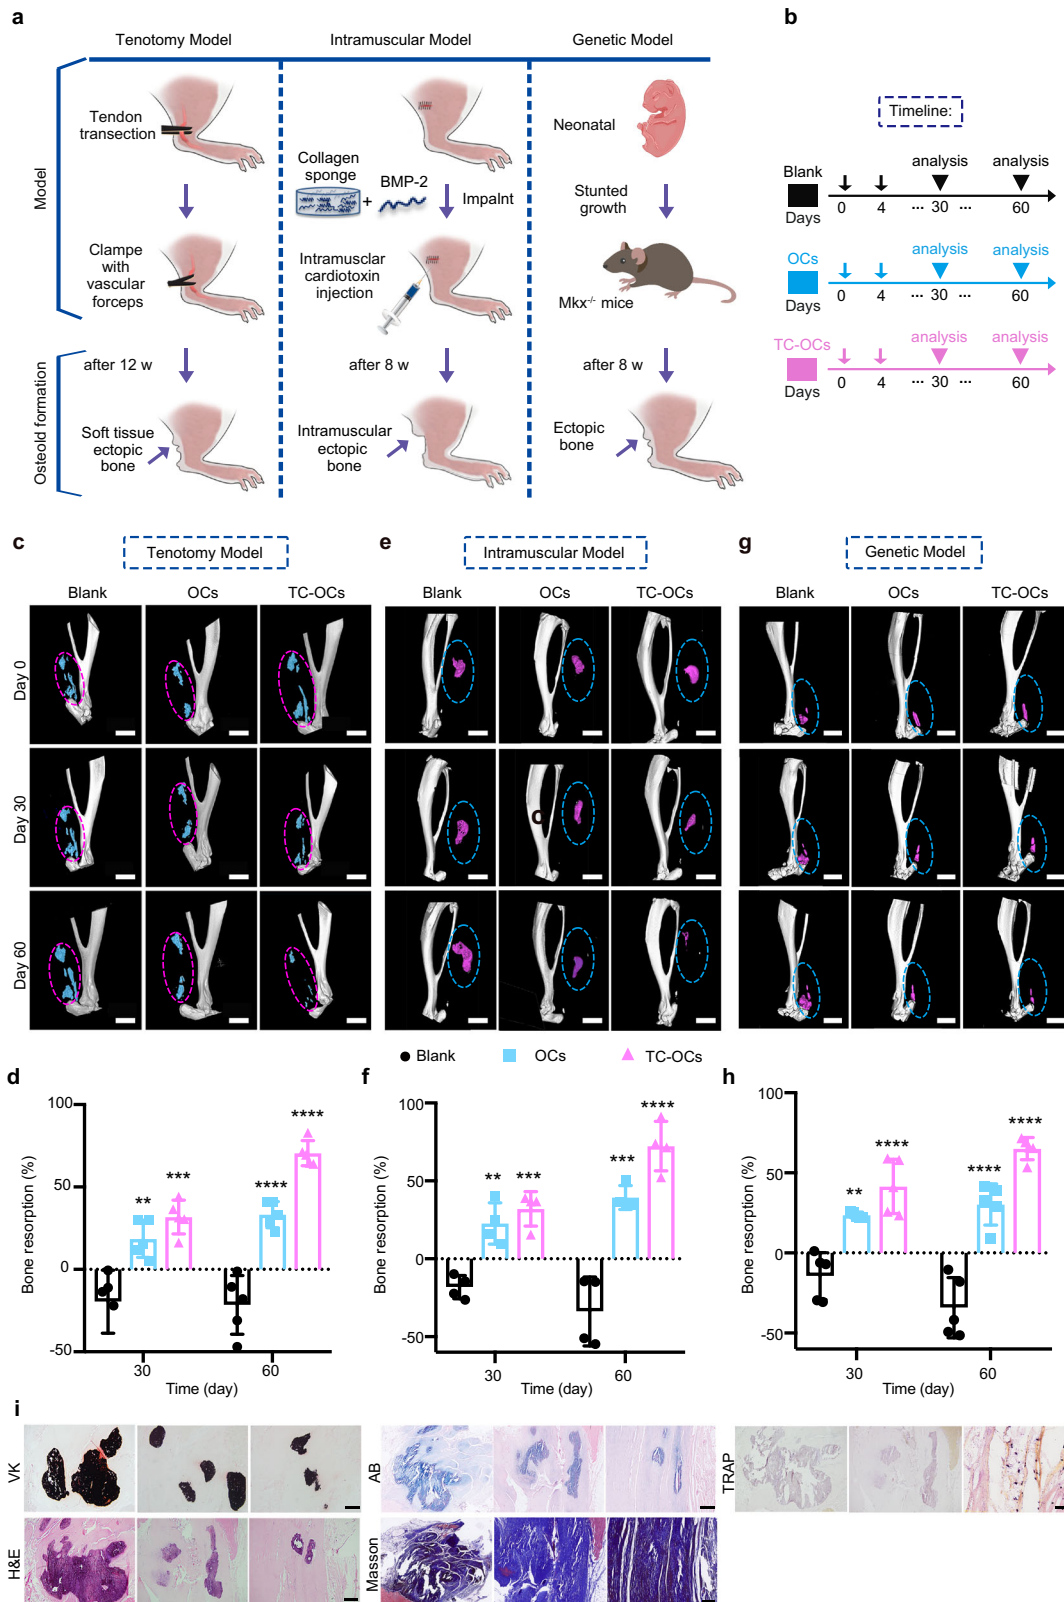 a
Tenotomy Model
Intramuscular Model
Genetic Model
Model
Tendon
transection
Clampe with
vascular
forceps
Collagen
sponge
+
BMP-2
Impalnt
Intramusclar
cardiotoxin
injection
Neonatal
Stunted
growth
Mkx-/- mice
Osteold formation
after 12 w
Soft tissue
ectopic
bone
after 8 w
Intramuscular
ectopic
bone
after 8 w
Ectopic
bone
b
Timeline:
Blank
analysis
analysis
Days
0 4 ... 30 ... 60
OCs
analysis
analysis
Days
0 4 ... 30 ... 60
TC-OCs
analysis
analysis
Days
0 4 ... 30 ... 60
c
Tenotomy Model
Blank OCs TC-OCs
Day 0
Day 30
Day 60
e
Intramuscular Model
Blank OCs TC-OCs
g
Genetic Model
Blank OCs TC-OCs
Blank OCs TC-OCs
d
Bone resorption (%)
100
50
0
-50
** *** **** ****
30 60
Time (day)
f
Bone resorption (%)
100
50
0
-50
** *** *** ****
30 60
Time (day)
h
Bone resorption (%)
100
50
0
-50
** **** **** ****
30 60
Time (day)
i
VK
AB
TRAP
H&E
Masson